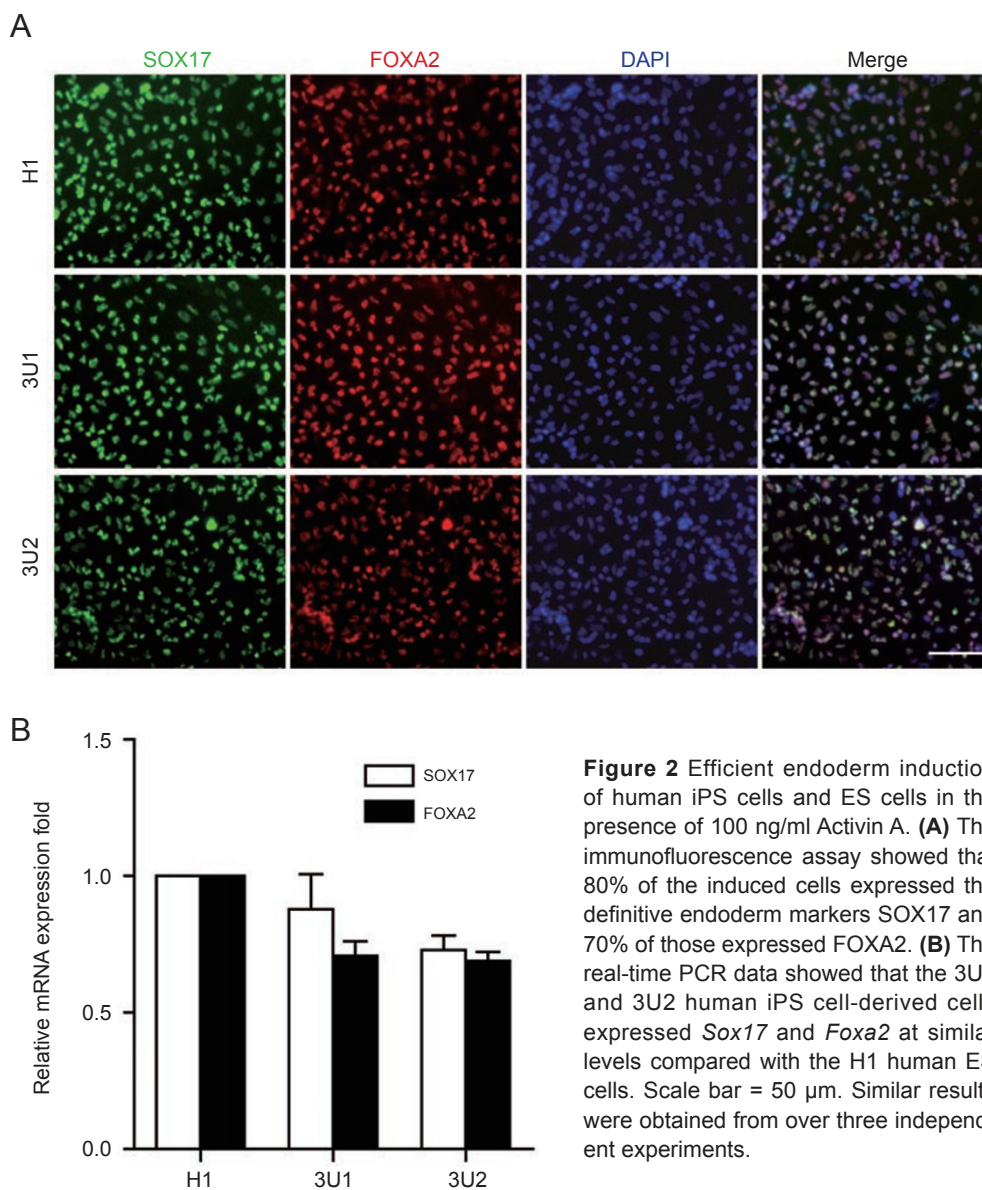 A
SOX17 FOXA2 DAPI Merge
H1
3U1
3U2
B
Relative mRNA expression fold
1.5
1.0
0.5
0.0
SOX17
FOXA2
H1 3U1 3U2
Figure 2 Efficient endoderm induction
of human iPS cells and ES cells in th
presence of 100 ng/ml Activin A. (A) Th
immunofluorescence assay showed tha
80% of the induced cells expressed th
definitive endoderm markers SOX17 an
70% of those expressed FOXA2. (B) Th
real-time PCR data showed that the 3U
and 3U2 human iPS cell-derived cell
expressed Sox17 and Foxa2 at simila
levels compared with the H1 human E
cells. Scale bar = 50 µm. Similar result
were obtained from over three independ
ent experiments.